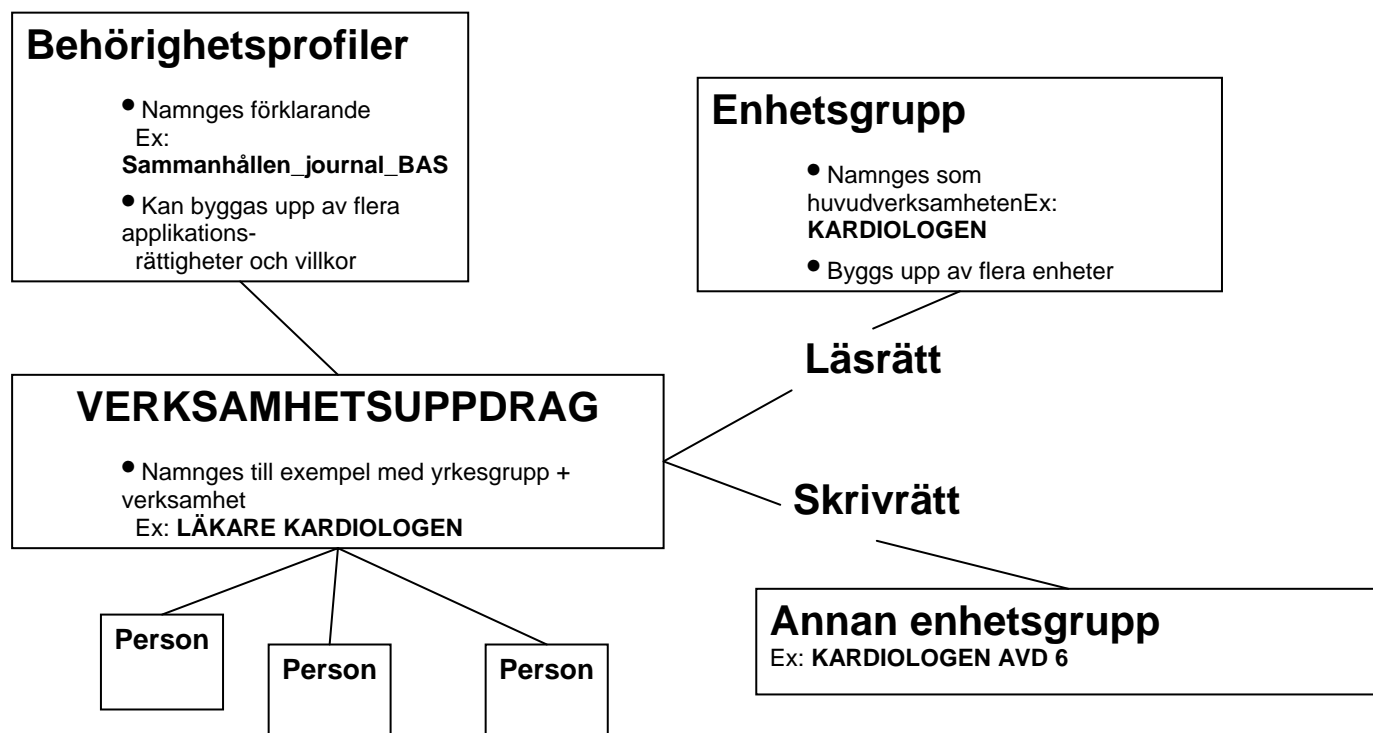 Behörighetsprofiler
• Namnges förklarande
Ex:
Sammanhållen_journal_BAS
• Kan byggas upp av flera
applikations-
rättigheter och villkor
Enhetsgrupp
• Namnges som
huvudverksamhetenEx:
KARDIOLOGEN
• Byggs upp av flera enheter
Läsrätt
VERKSAMHETSUPPDRAG
• Namnges till exempel med yrkesgrupp +
verksamhet
Ex: LÄKARE KARDIOLOGEN
Skrivrätt
Annan enhetsgrupp
Ex: KARDIOLOGEN AVD 6
Person
Person
Person